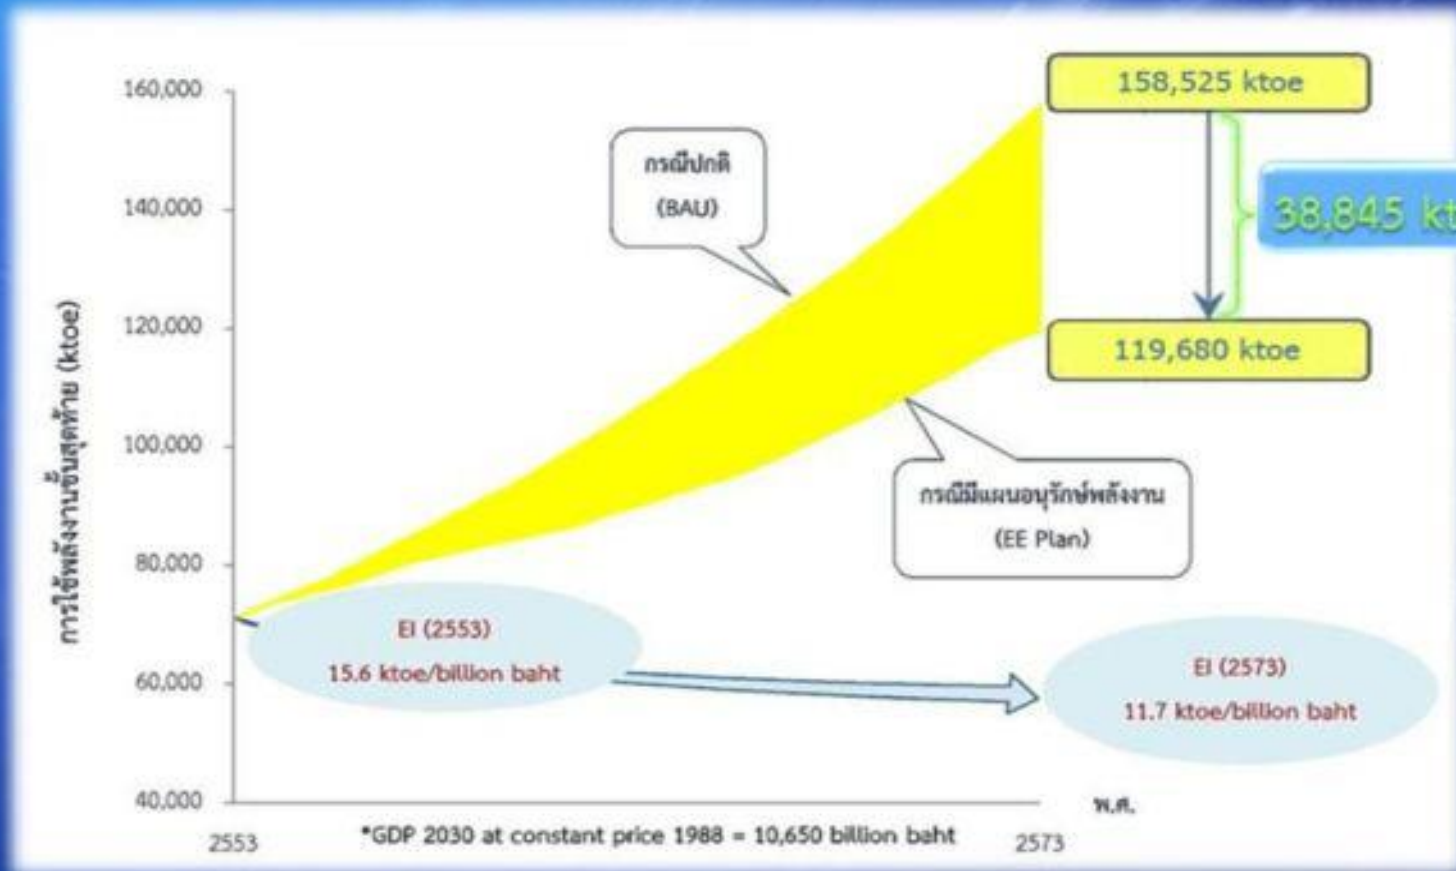 การใช้พลังงานขั้นสุดท้าย (ktoe)
160,000
140,000
120,000
100,000
80,000
60,000
40,000
กรณีปกติ
(BAU)
158,525 ktoe
38,845
119,680 ktoe
กรณีมีแผนอนุรักษ์พลังงาน
(EE Plan)
EI (2553)
15.6 ktoe/billion baht
EI (2573)
11.7 ktoe/billion baht
พ.ศ.
2553
*GDP 2030 at constant price 1988 = 10,650 billion baht
2573